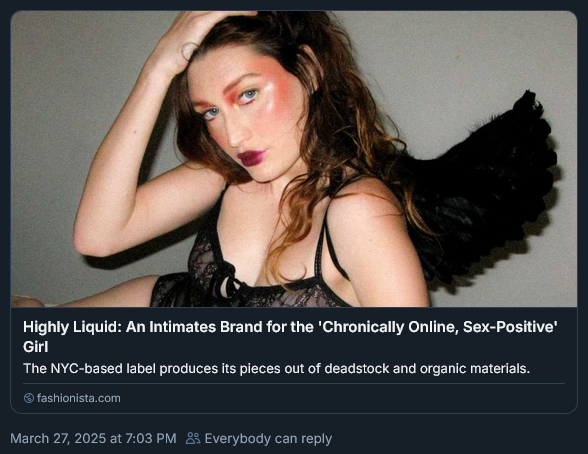 Highly Liquid: An Intimates Brand for the 'Chronically Online, Sex-Positive'
Girl
The NYC-based label produces its pieces out of deadstock and organic materials.
fashionista.com
March 27, 2025 at 7:03 PM Everybody can reply